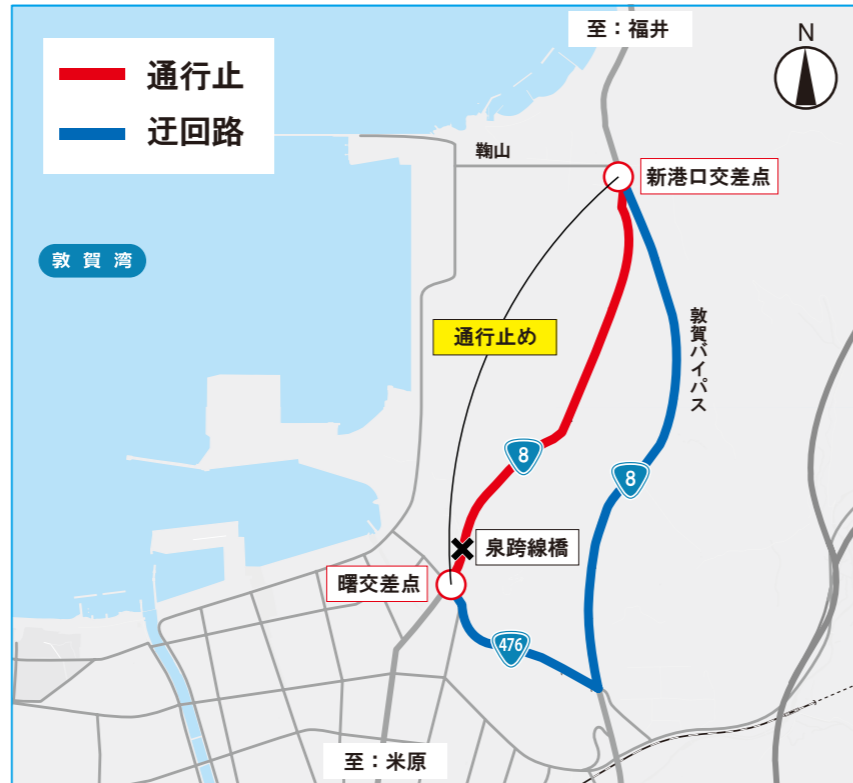 至：福井
N
通行止
迂回路
鞠山
新港口交差点
敦賀湾
敦賀バイパス
通行止め
8
8
泉跨線橋
曙交差点
476
至：米原